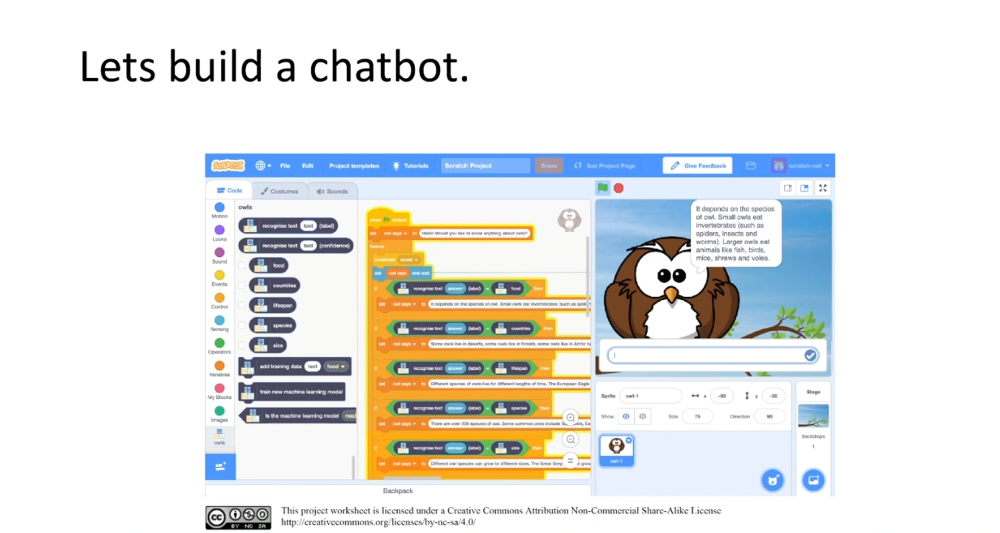 Lets build a chatbot.
SCRATCH
File
Edit
Project templates
Tutorials
Scratch Project
Share
See Project Page
Give Feedback
scratch-cat
Code
Costumes
Sounds
Motion
Looks
Sound
Events
Control
Sensing
Operators
Variables
My Blocks
Images
owls
owls
recognise text text (label)
recognise text text (confidence)
food
countries
lifespan
species
size
add training data text food
train new machine learning model
Is the machine learning model read
when clicked
set owl says to Hello! Would you like to know anything about owls?
forever
broadcast speak
ask owl says and wait
if recognise text answer (label) = food then
set owl says to It depends on the species of owl. Small owls eat invertebrates (such as spid
if recognise text answer (label) = countries then
set owl says to Some owls live in deserts, some owls live in forests, some owls live in Arctic tu
if recognise text answer (label) = lifespan then
set owl says to Different species of owls live for different lengths of time. The European Eagle
if recognise text answer (label) = species then
set owl says to There are over 200 species of owl. Some common ones include
if recognise text answer (label) = size then
set owl says to Different owl species can grow to different sizes. The Great Grey
Backpack
It depends on the species
of owl. Small owls eat
invertebrates (such as
spiders, insects and
worms). Larger owls eat
animals like fish, birds,
mice, shrews and voles.
Sprite owl-1 x -85 y -30
Show Size 75 Direction 90
owl-1
Stage
Backdrops
1
cc BY NC SA
This project worksheet is licensed under a Creative Commons Attribution Non-Commercial Share-Alike License
http://creativecommons.org/licenses/by-nc-sa/4.0/